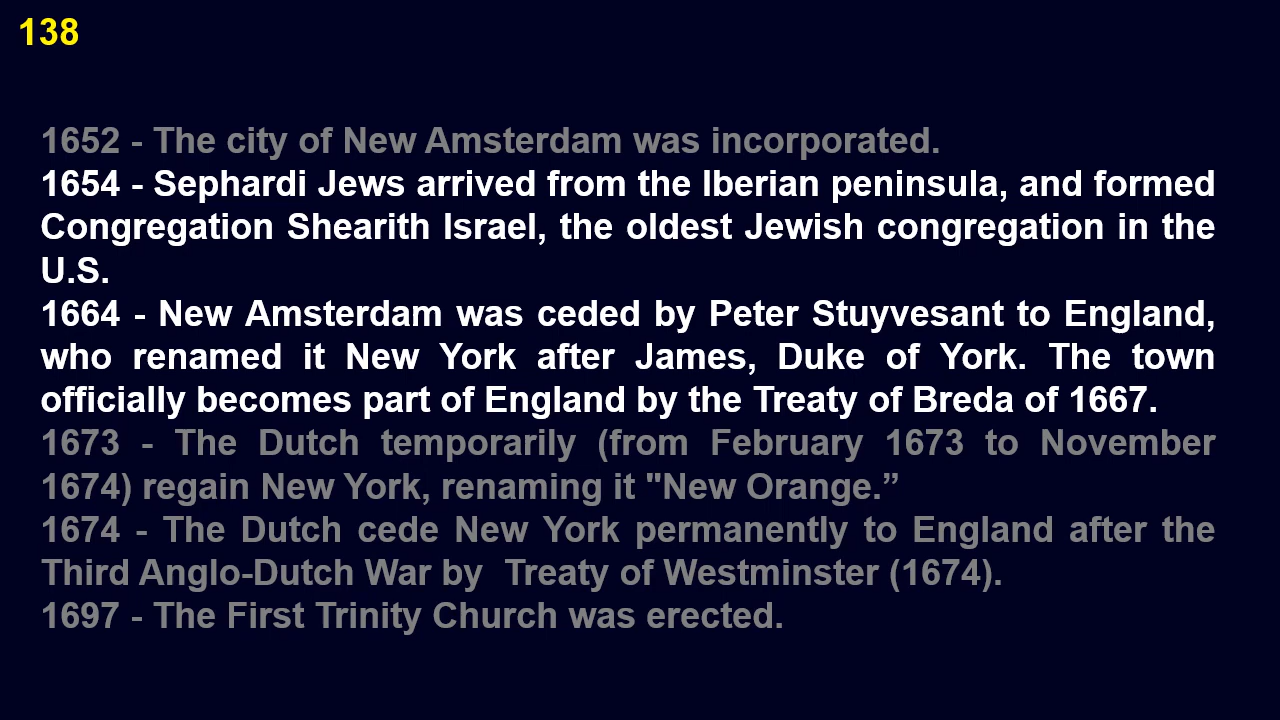 138
1652 - The city of New Amsterdam was incorporated.
1654 - Sephardi Jews arrived from the Iberian peninsula, and formed
Congregation Shearith Israel, the oldest Jewish congregation in the
U.S.
1664 - New Amsterdam was ceded by Peter Stuyvesant to England,
who renamed it New York after James, Duke of York. The town
officially becomes part of England by the Treaty of Breda of 1667.
1673 - The Dutch temporarily (from February 1673 to November
1674) regain New York, renaming it "New Orange.”
1674 - The Dutch cede New York permanently to England after the
Third Anglo-Dutch War by  Treaty of Westminster (1674).
1697 - The First Trinity Church was erected.